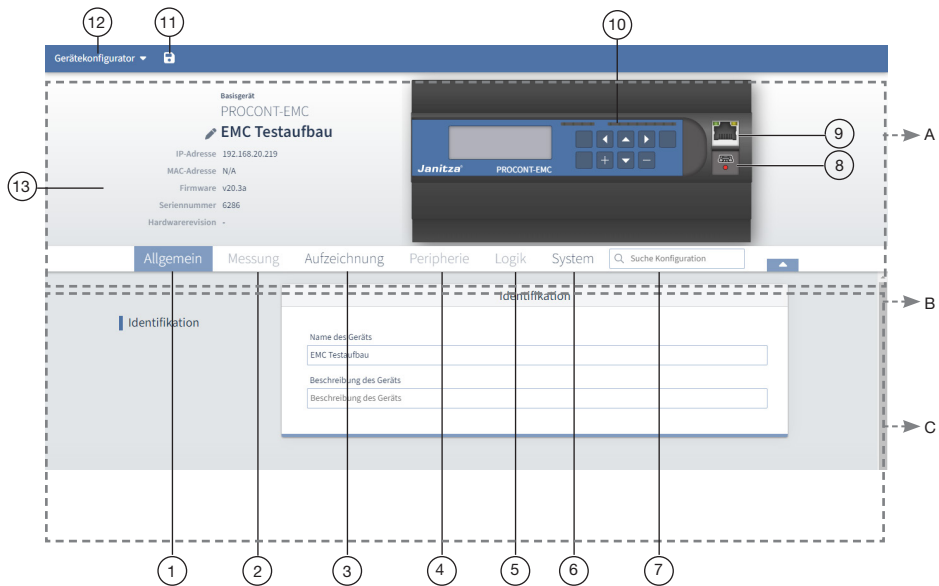 12
11
10
Gerätekonfigurator
Basisgerät
PROCONT-EMC
EMC Testaufbau
IP-Adresse 192.168.20.219
MAC-Adresse N/A
Firmware v20.3a
Seriennummer 6286
Hardwarerevision -
Janitza
PROCONT-EMC
9
8
A
13
Allgemein Messung Aufzeichnung Peripherie Logik System Suche Konfiguration
Identifikation
B
Identifikation
Name des Geräts
EMC Testaufbau
Beschreibung des Geräts
Beschreibung des Geräts
C
1 2 3 4 5 6 7